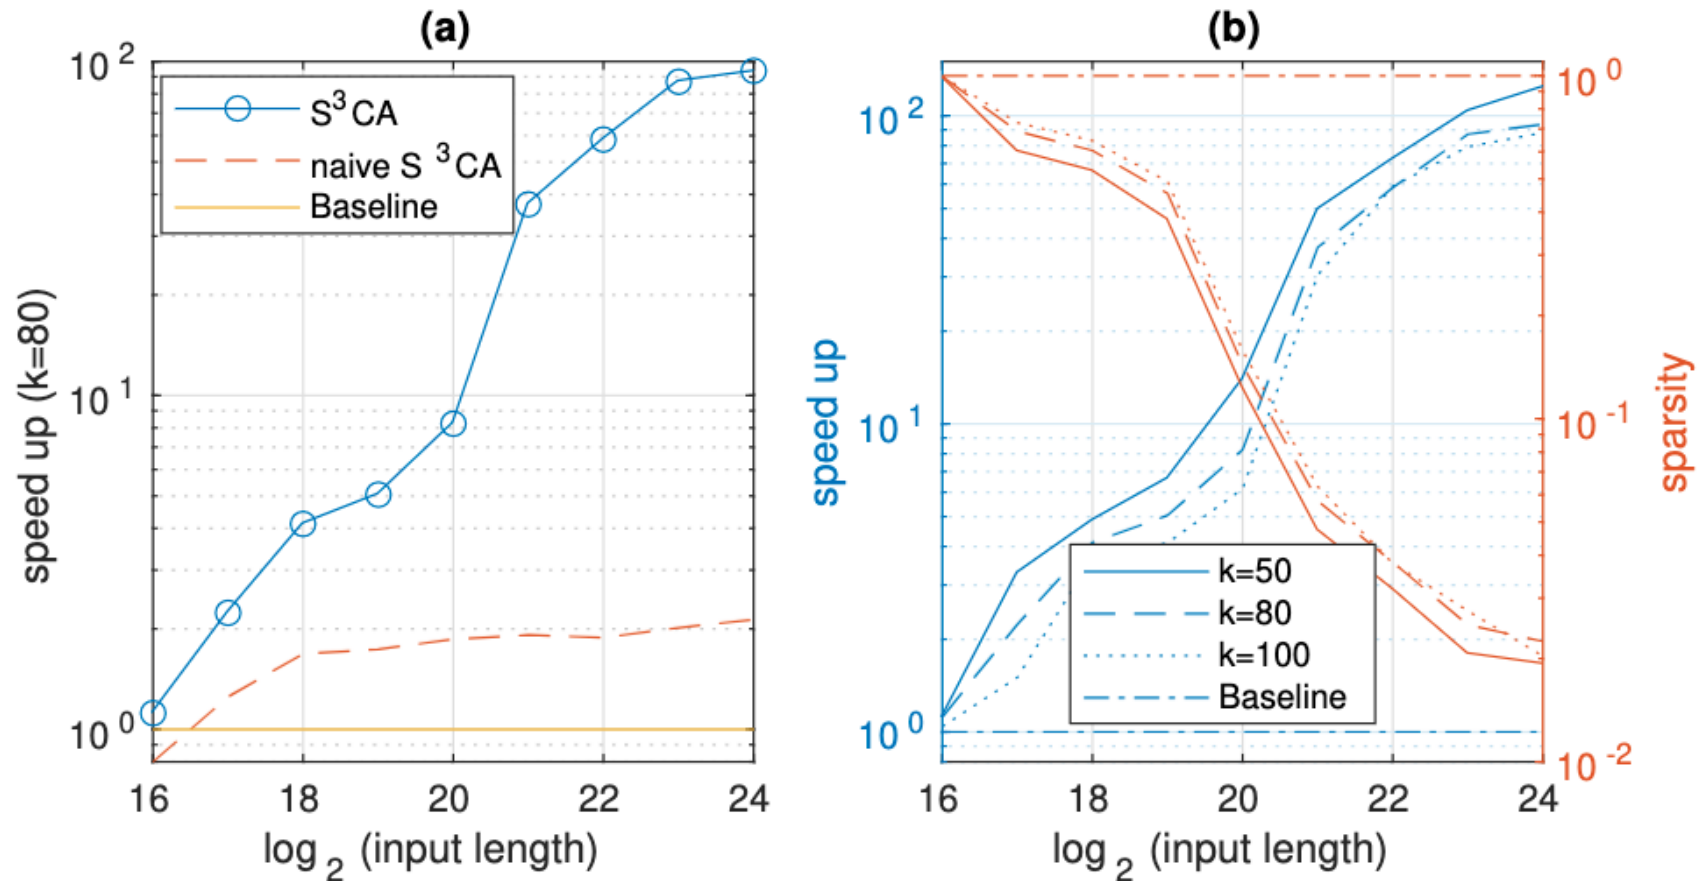 (a)
10 2
10 1
10 0
speed up (k=80)
S3CA
naive S 3CA
Baseline
16 18 20 22 24
log 2 (input length)
(b)
10 2
10 1
10 0
speed up
10 0
10 -1
10 -2
sparsity
k=50
k=80
k=100
Baseline
16 18 20 22 24
log 2 (input length)